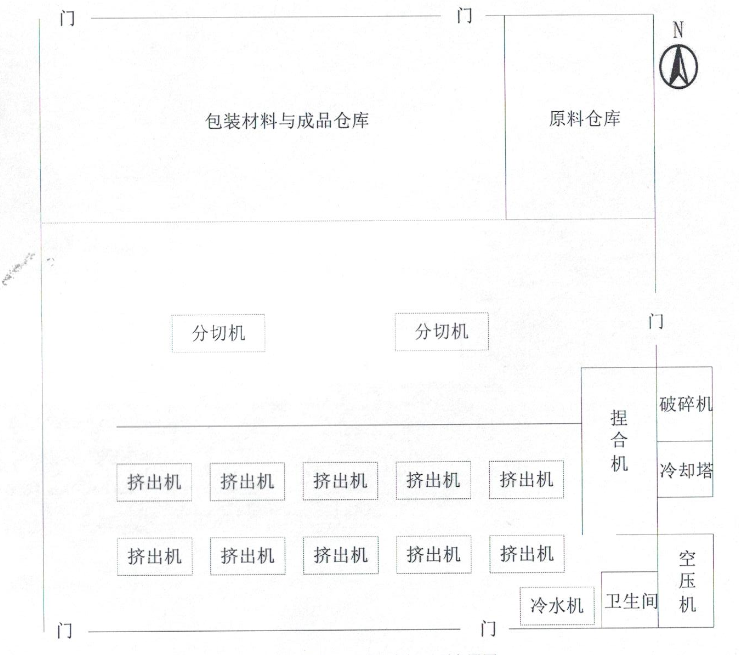 门
门
N
包装材料与成品仓库
原料仓库
门
分切机
分切机
破碎机
捏合机
冷却塔
挤出机
挤出机
挤出机
挤出机
挤出机
挤出机
挤出机
挤出机
挤出机
挤出机
空压机
冷水机
卫生间
门
门